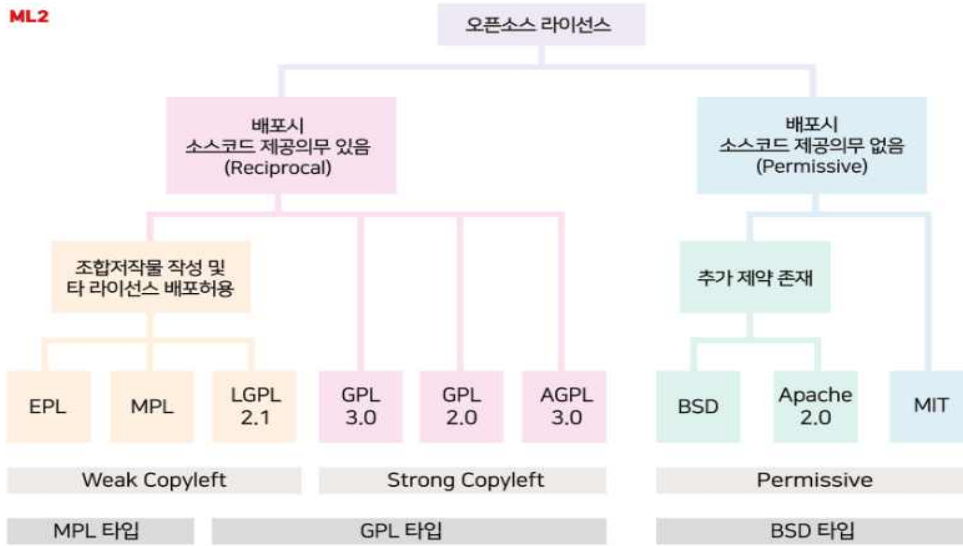 ML2
오픈소스 라이선스
배포시
소스코드 제공의무 있음
(Reciprocal)
배포시
소스코드 제공의무 없음
(Permissive)
조합저작물 작성 및
타 라이선스 배포허용
추가 제약 존재
EPL
MPL
LGPL
2.1
GPL
3.0
GPL
2.0
AGPL
3.0
BSD
Apache
2.0
MIT
Weak Copyleft
Strong Copyleft
Permissive
MPL 타입
GPL 타입
BSD 타입